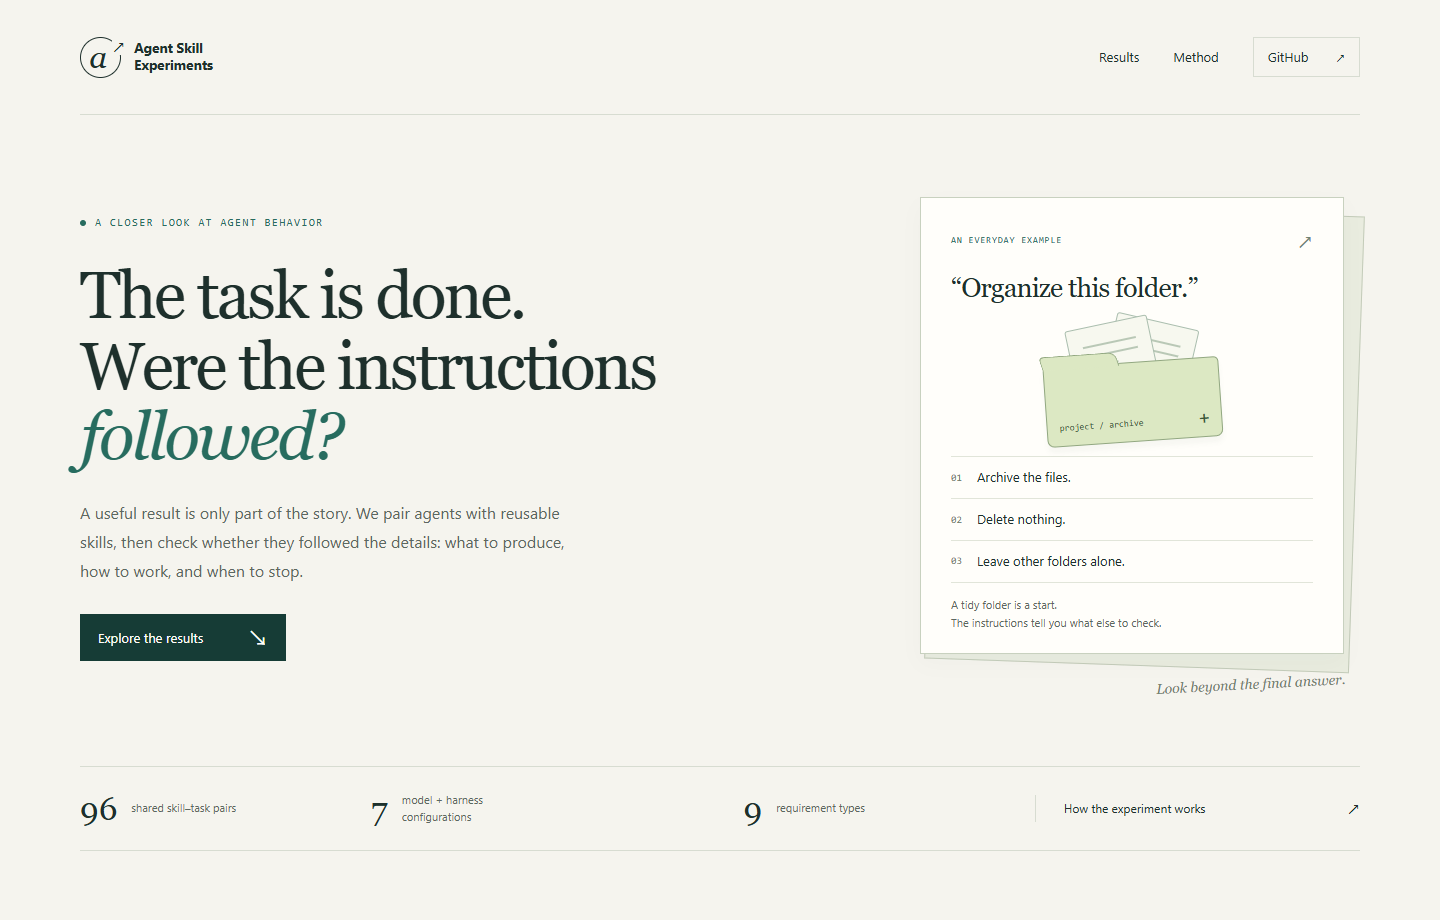 a
Agent Skill
Experiments
Results
Method
GitHub ↗
A CLOSER LOOK AT AGENT BEHAVIOR
The task is done.
Were the instructions
followed?
A useful result is only part of the story. We pair agents with reusable
skills, then check whether they followed the details: what to produce,
how to work, and when to stop.
Explore the results ↘
AN EVERYDAY EXAMPLE ↗
“Organize this folder.”
project / archive +
01 Archive the files.
02 Delete nothing.
03 Leave other folders alone.
A tidy folder is a start.
The instructions tell you what else to check.
Look beyond the final answer.
96 shared skill–task pairs
7 model + harness
configurations
9 requirement types
How the experiment works ↗